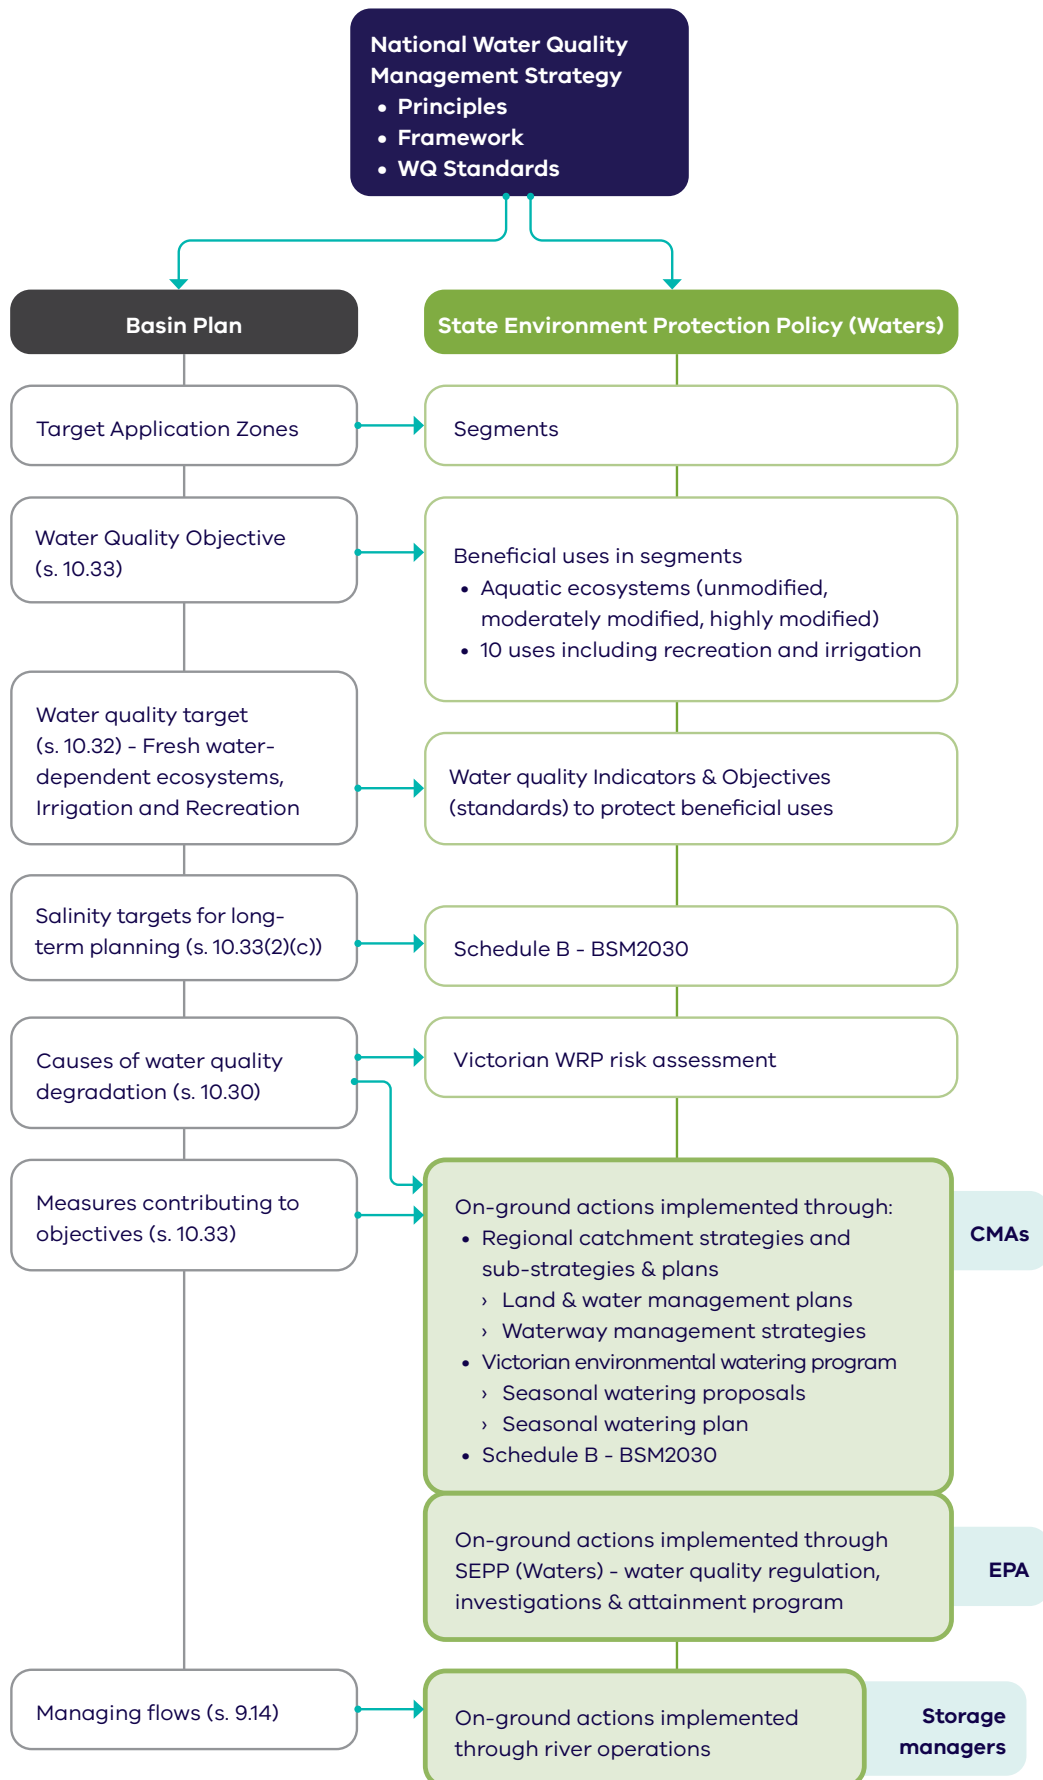 National Water Quality
Management Strategy
• Principles
• Framework
• WQ Standards
Basin Plan
State Environment Protection Policy (Waters)
Target Application Zones
Segments
Water Quality Objective
(s. 10.33)
Beneficial uses in segments
• Aquatic ecosystems (unmodified,
moderately modified, highly modified)
• 10 uses including recreation and irrigation
Water quality target
(s. 10.32) - Fresh water-
dependent ecosystems,
Irrigation and Recreation
Water quality Indicators & Objectives
(standards) to protect beneficial uses
Salinity targets for long-
term planning (s. 10.33(2)(c))
Schedule B - BSM2030
Causes of water quality
degradation (s. 10.30)
Victorian WRP risk assessment
Measures contributing to
objectives (s. 10.33)
On-ground actions implemented through:
• Regional catchment strategies and
sub-strategies & plans
› Land & water management plans
› Waterway management strategies
• Victorian environmental watering program
› Seasonal watering proposals
› Seasonal watering plan
• Schedule B - BSM2030
CMAs
On-ground actions implemented through
SEPP (Waters) - water quality regulation,
investigations & attainment program
EPA
Managing flows (s. 9.14)
On-ground actions implemented
through river operations
Storage
managers